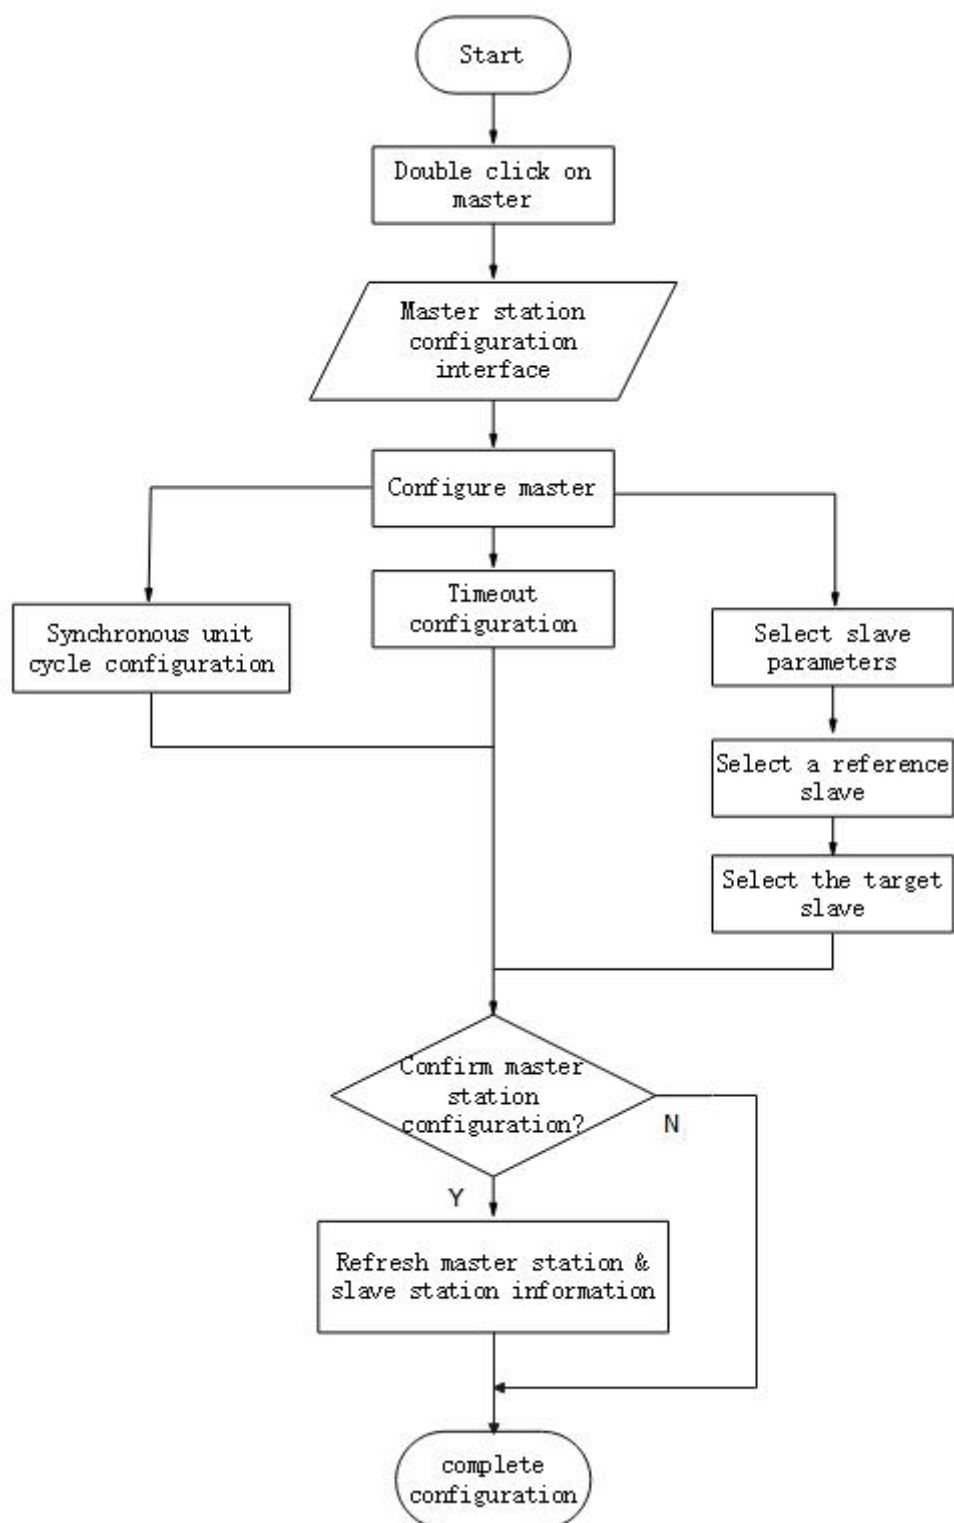 Start
Double click on
master
Master station
configuration
interface
Configure master
Synchronous unit
cycle configuration
Timeout
configuration
Select slave
parameters
Select a reference
slave
Select the target
slave
Confirm master
station
configuration?
N
Y
Refresh master station &
slave station information
complete
configuration